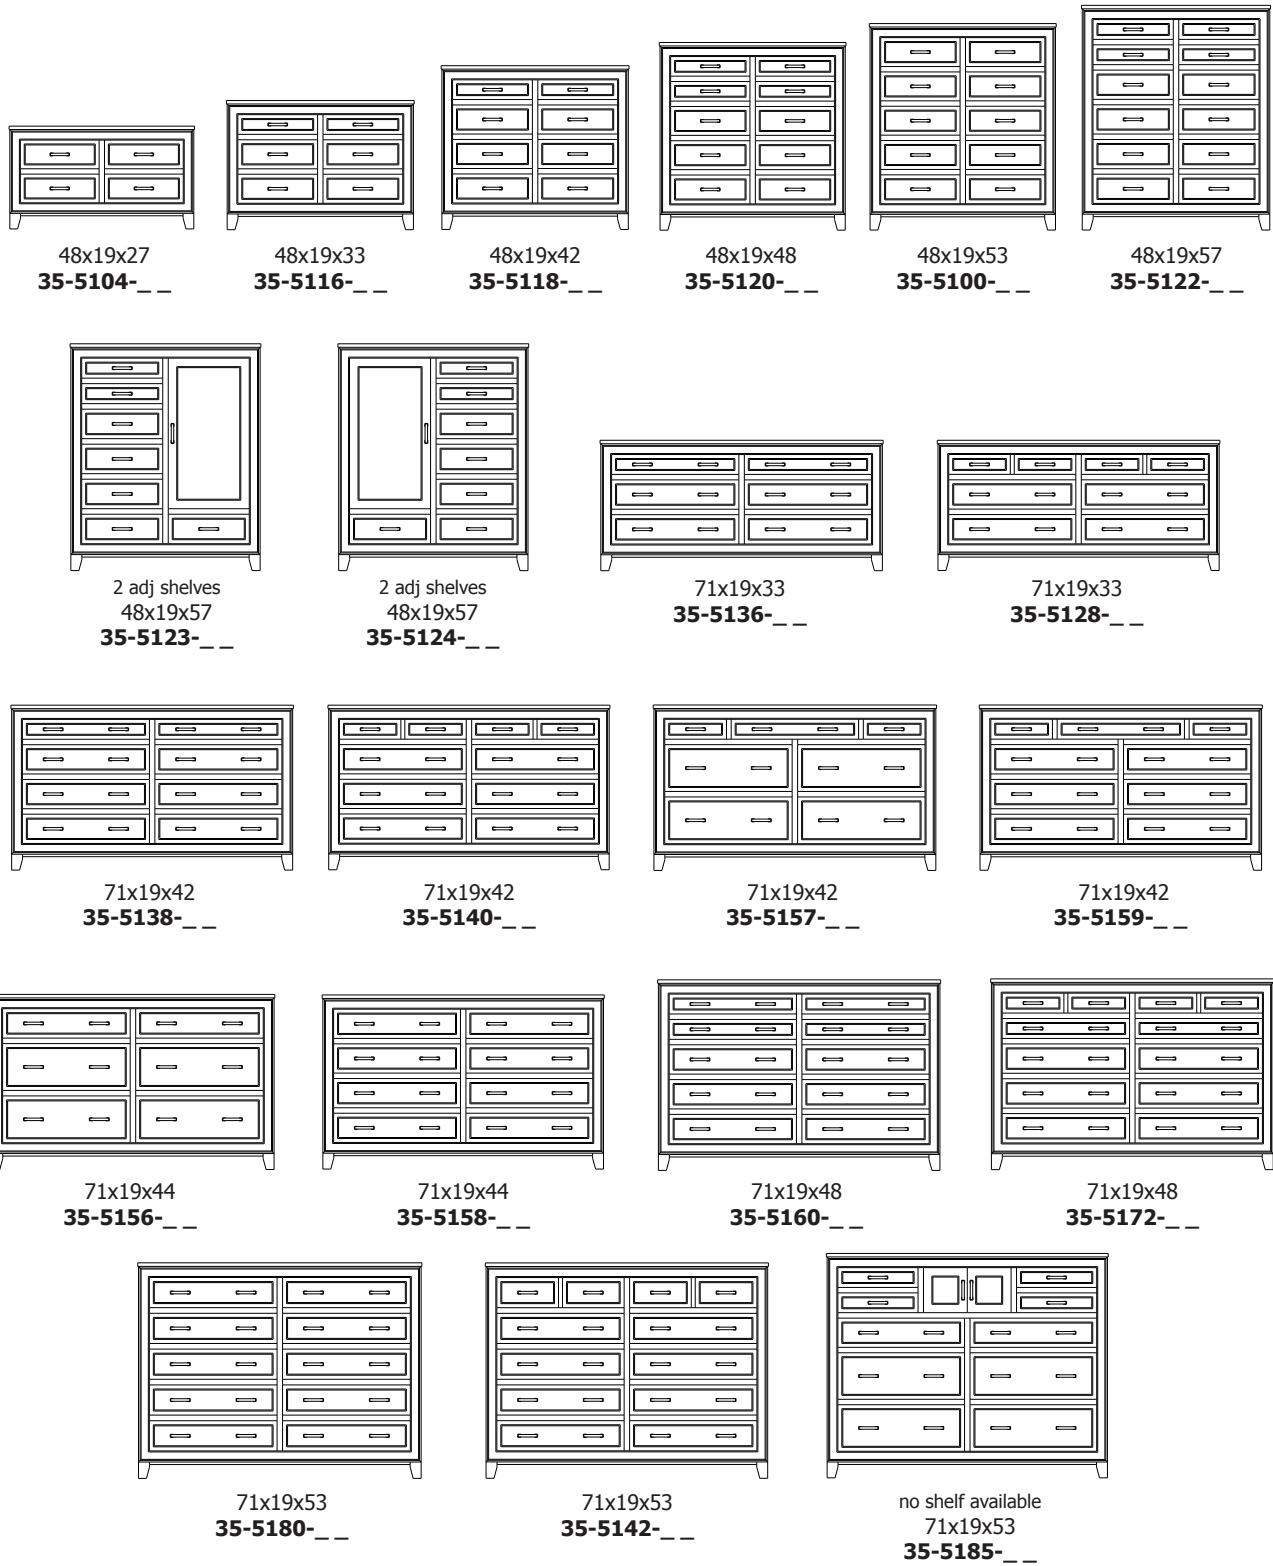 48x19x27
35-5104-_ _
48x19x33
35-5116-_ _
48x19x42
35-5118-_ _
48x19x48
35-5120-_ _
48x19x53
35-5100-_ _
48x19x57
35-5122-_ _
2 adj shelves
48x19x57
35-5123-_ _
2 adj shelves
48x19x57
35-5124-_ _
71x19x33
35-5136-_ _
71x19x33
35-5128-_ _
71x19x42
35-5138-_ _
71x19x42
35-5140-_ _
71x19x42
35-5157-_ _
71x19x42
35-5159-_ _
71x19x44
35-5156-_ _
71x19x44
35-5158-_ _
71x19x48
35-5160-_ _
71x19x48
35-5172-_ _
71x19x53
35-5180-_ _
71x19x53
35-5142-_ _
no shelf available
71x19x53
35-5185-_ _